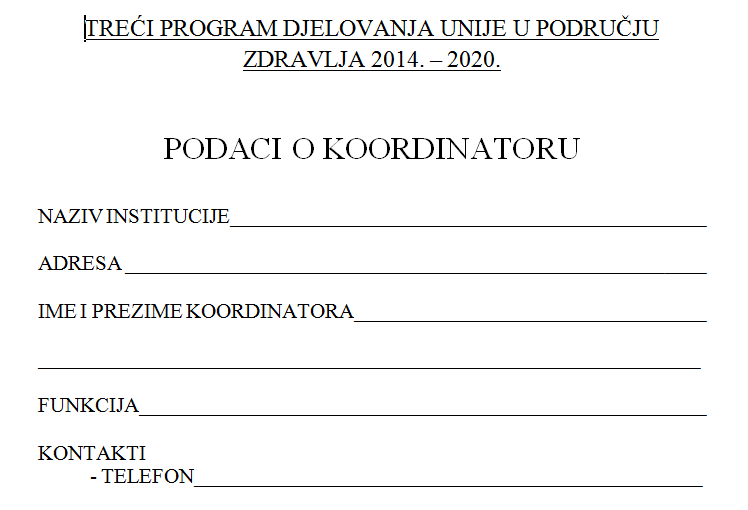 TREĆI PROGRAM DJELOVANJA UNIJE U PODRUČJU
ZDRAVLJA 2014. – 2020.
PODACI O KOORDINATORU
NAZIV INSTITUCIJE
ADRESA
IME I PREZIME KOORDINATORA
FUNKCIJA
KONTAKTI
- TELEFON